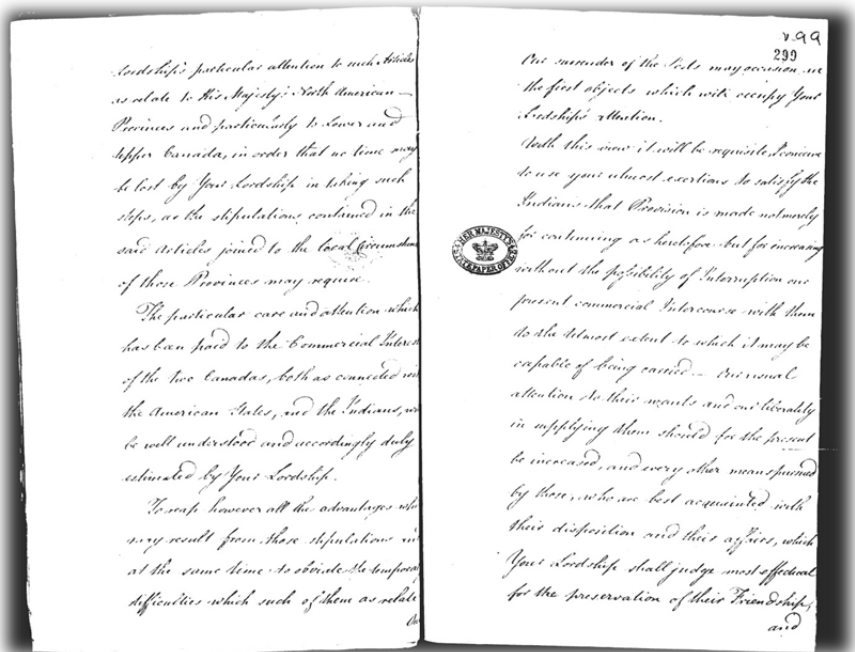 Lordship's particular attention to such Articles
as relate to His Majesty's North American
Provinces and particularly to Lower and
Upper Canada, in order that no time may
be lost by Your Lordship in taking such
steps, as the stipulations contained in the
said Articles joined to the local Circumstan
of those Provinces may require.
The particular care and attention which
has been paid to the Commercial Interes
of the two Canadas, both as connected
the American States, and the Indians,
be well understood and accordingly duly
estimated by Your Lordship.
To reap however all the advantages
may result from those stipulations
at the same time to obviate the temporary
difficulties which such of them as relate
v.99
299
Our surrender of the Posts may occasion, are
the first objects which will occupy Your
Lordship's attention.
With this view it will be requisite I conceive
to use your utmost exertions to satisfy the
Indians that Provision is made not merely
for continuing as heretofore but for increasing
without the possibility of Interruption our
present commercial Intercourse with them
to the utmost extent to which it may be
capable of being carried. – Our usual
attention to their wants and our liberality
in supplying them should for the present
be increased, and every other means pursued
by those, who are best acquainted with
their disposition and their affairs, which
Your Lordship shall judge most effectual
for the preservation of their Friendship,
and
HER MAJESTY'S
STATE PAPER OFFICE